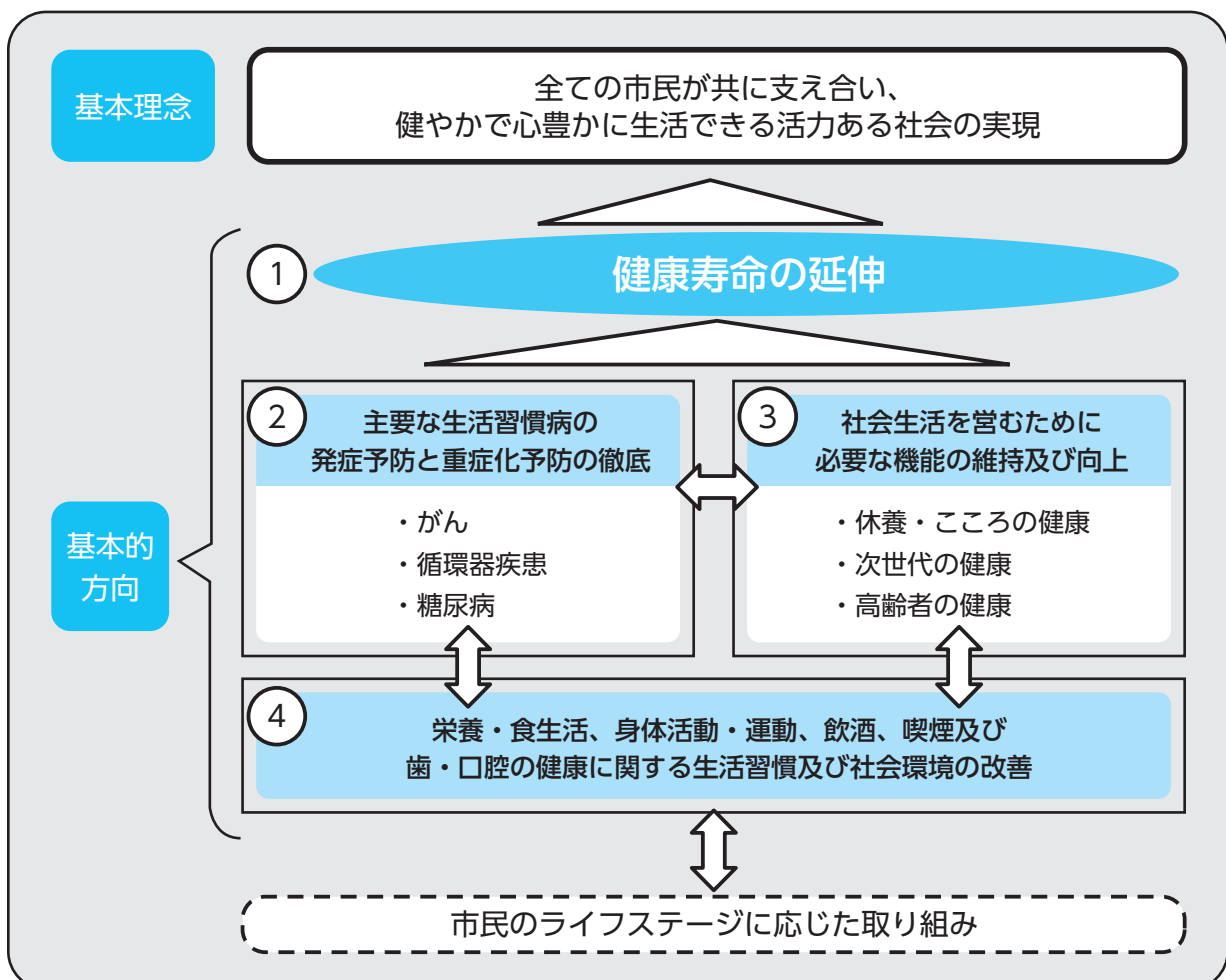 基本理念
全ての市民が共に支え合い、
健やかで心豊かに生活できる活力ある社会の実現
基本的
方向
1
健康寿命の延伸
2
主要な生活習慣病の
発症予防と重症化予防の徹底
・がん
・循環器疾患
・糖尿病
3
社会生活を営むために
必要な機能の維持及び向上
・休養・こころの健康
・次世代の健康
・高齢者の健康
4
栄養・食生活、身体活動・運動、飲酒、喫煙及び
歯・口腔の健康に関する生活習慣及び社会環境の改善
市民のライフステージに応じた取り組み